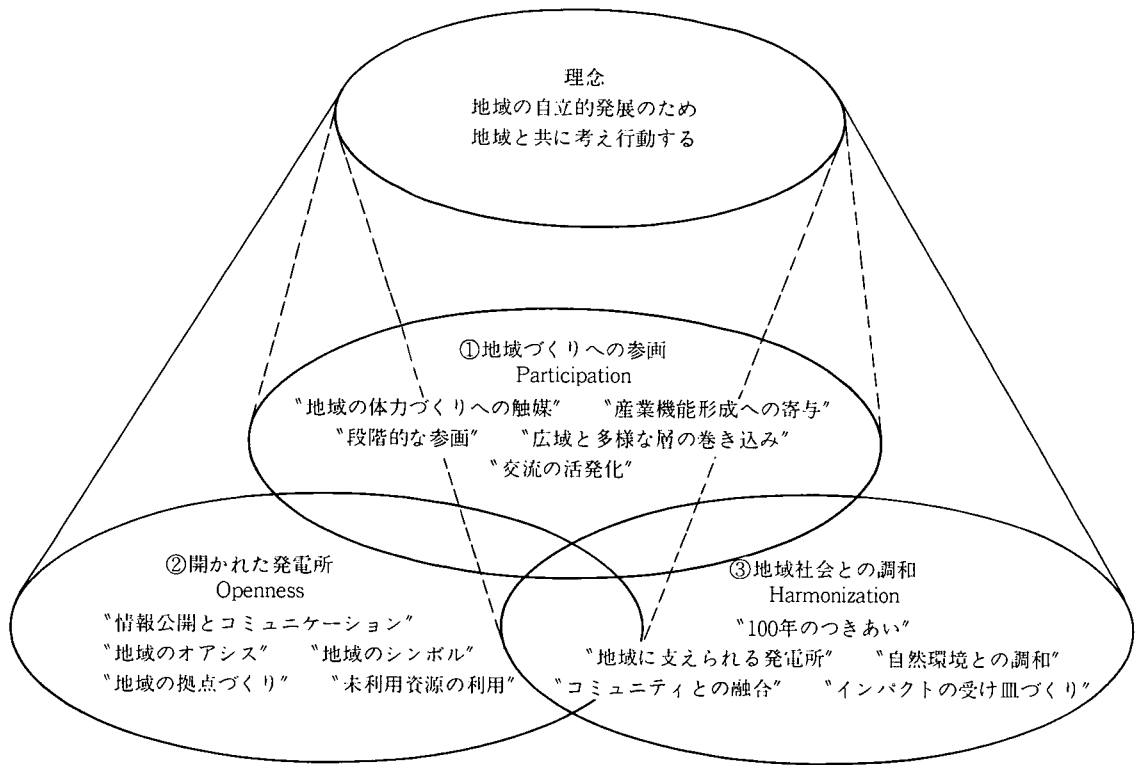 理念
地域の自立的発展のため
地域と共に考え行動する
①地域づくりへの参画
Participation
〝地域の体力づくりへの触媒〟 〝産業機能形成への寄与〟
〝段階的な参画〟 〝広域と多様な層の巻き込み〟
〝交流の活発化〟
②開かれた発電所
Openness
〝情報公開とコミュニケーション〟
〝地域のオアシス〟 〝地域のシンボル〟
〝地域の拠点づくり〟 〝未利用資源の利用〟
③地域社会との調和
Harmonization
〝100年のつきあい〟
〝地域に支えられる発電所〟 〝自然環境との調和〟
〝コミュニティとの融合〟 〝インパクトの受け皿づくり〟